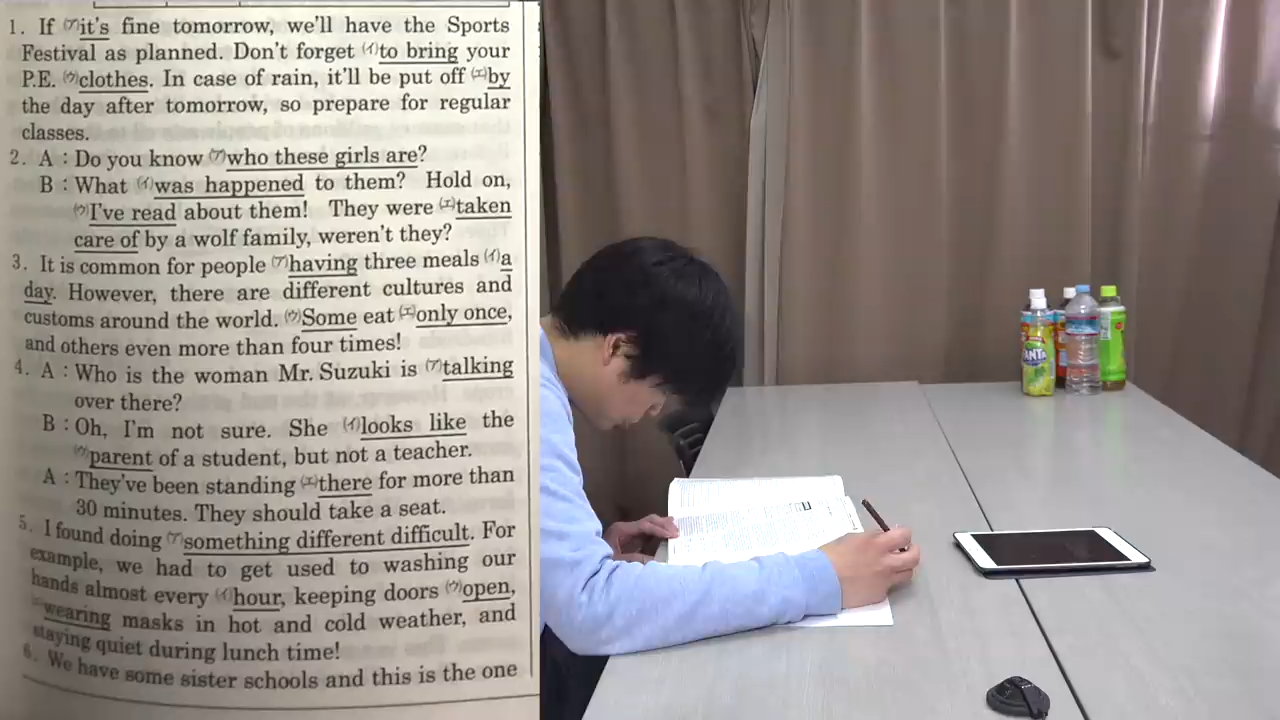 1. If (ア)it's fine tomorrow, we'll have the Sports
Festival as planned. Don't forget (イ)to bring your
P.E. (ウ)clothes. In case of rain, it'll be put off (エ)by
the day after tomorrow, so prepare for regular
classes.
2. A : Do you know (ア)who these girls are?
B : What (イ)was happened to them? Hold on,
(ウ)I've read about them! They were (エ)taken
care of by a wolf family, weren't they?
3. It is common for people (ア)having three meals (イ)a
day. However, there are different cultures and
customs around the world. (ウ)Some eat (エ)only once,
and others even more than four times!
4. A : Who is the woman Mr. Suzuki is (ア)talking
over there?
B : Oh, I'm not sure. She (イ)looks like the
(ウ)parent of a student, but not a teacher.
A : They've been standing (エ)there for more than
30 minutes. They should take a seat.
5. I found doing (ア)something different difficult. For
example, we had to get used to washing our
hands almost every (イ)hour, keeping doors (ウ)open,
(エ)wearing masks in hot and cold weather, and
staying quiet during lunch time!
6. We have some sister schools and this is the one
FANTA